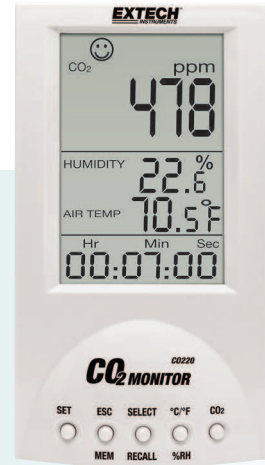 EXTECH
INSTRUMENTS
CO₂ ppm
478
HUMIDITY 22.6 %
AIR TEMP 70.5°F
Hr Min Sec
00:07:00
CO220
CO₂ MONITOR
SET ESC SELECT °C/°F CO₂
MEM RECALL %RH